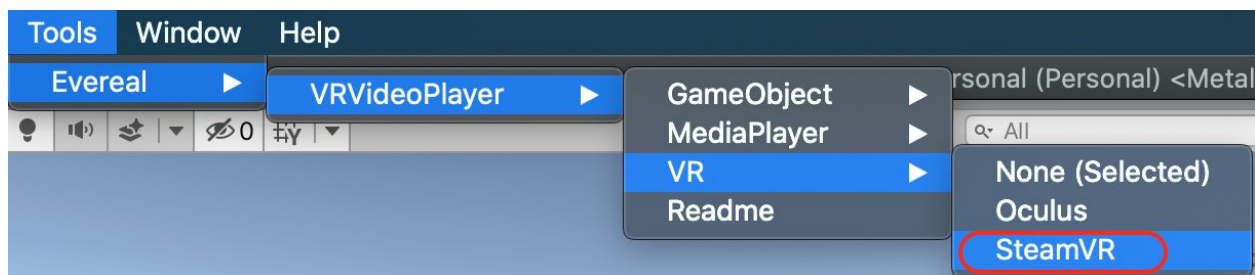 Tools Window Help
Evereal
VRVideoPlayer
GameObject
rsonal (Personal) <Metal
MediaPlayer
All
0
VR
None (Selected)
Readme
Oculus
SteamVR